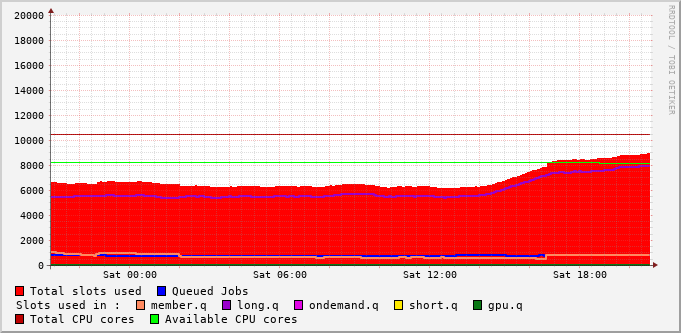 RRDTOOL / TOBI OETIKER
20000
18000
16000
14000
12000
10000
8000
6000
4000
2000
0
Sat 00:00 Sat 06:00 Sat 12:00 Sat 18:00
Total slots used Queued Jobs
Slots used in : member.q long.q ondemand.q short.q gpu.q
Total CPU cores Available CPU cores